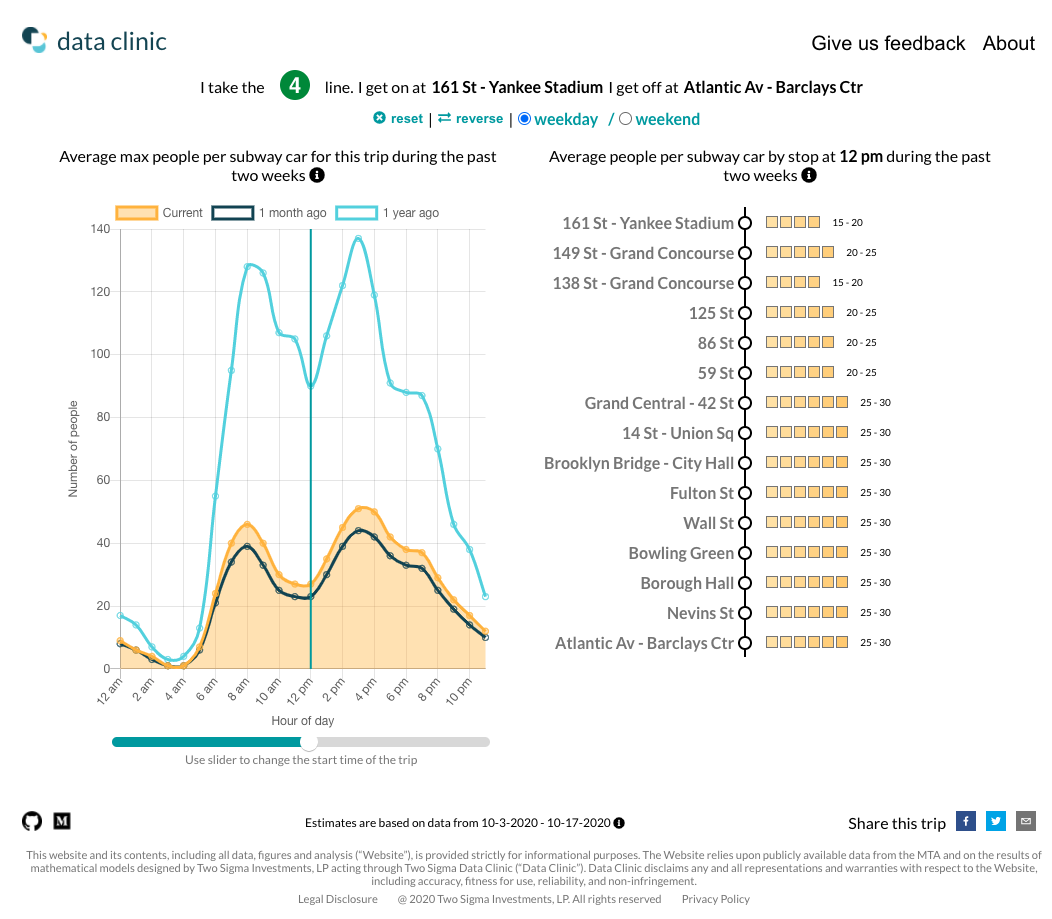 data clinic
Give us feedback About
I take the 4 line. I get on at 161 St - Yankee Stadium I get off at Atlantic Av - Barclays Ctr
reset | reverse | weekday / weekend
Average max people per subway car for this trip during the past
two weeks
Current 1 month ago 1 year ago
140
120
100
80
60
40
20
0
Number of people
12 am 2 am 4 am 6 am 8 am 10 am 12 pm 2 pm 4 pm 6 pm 8 pm 10 pm
Hour of day
Use slider to change the start time of the trip
Average people per subway car by stop at 12 pm during the past
two weeks
161 St - Yankee Stadium 15 - 20
149 St - Grand Concourse 20 - 25
138 St - Grand Concourse 15 - 20
125 St 20 - 25
86 St 20 - 25
59 St 20 - 25
Grand Central - 42 St 25 - 30
14 St - Union Sq 25 - 30
Brooklyn Bridge - City Hall 25 - 30
Fulton St 25 - 30
Wall St 25 - 30
Bowling Green 25 - 30
Borough Hall 25 - 30
Nevins St 25 - 30
Atlantic Av - Barclays Ctr 25 - 30
Estimates are based on data from 10-3-2020 - 10-17-2020
Share this trip
This website and its contents, including all data, figures and analysis (“Website”), is provided strictly for informational purposes. The Website relies upon publicly available data from the MTA and on the results of
mathematical models designed by Two Sigma Investments, LP acting through Two Sigma Data Clinic (“Data Clinic”). Data Clinic disclaims any and all representations and warranties with respect to the Website,
including accuracy, fitness for use, reliability, and non-infringement.
Legal Disclosure @ 2020 Two Sigma Investments, LP. All rights reserved Privacy Policy